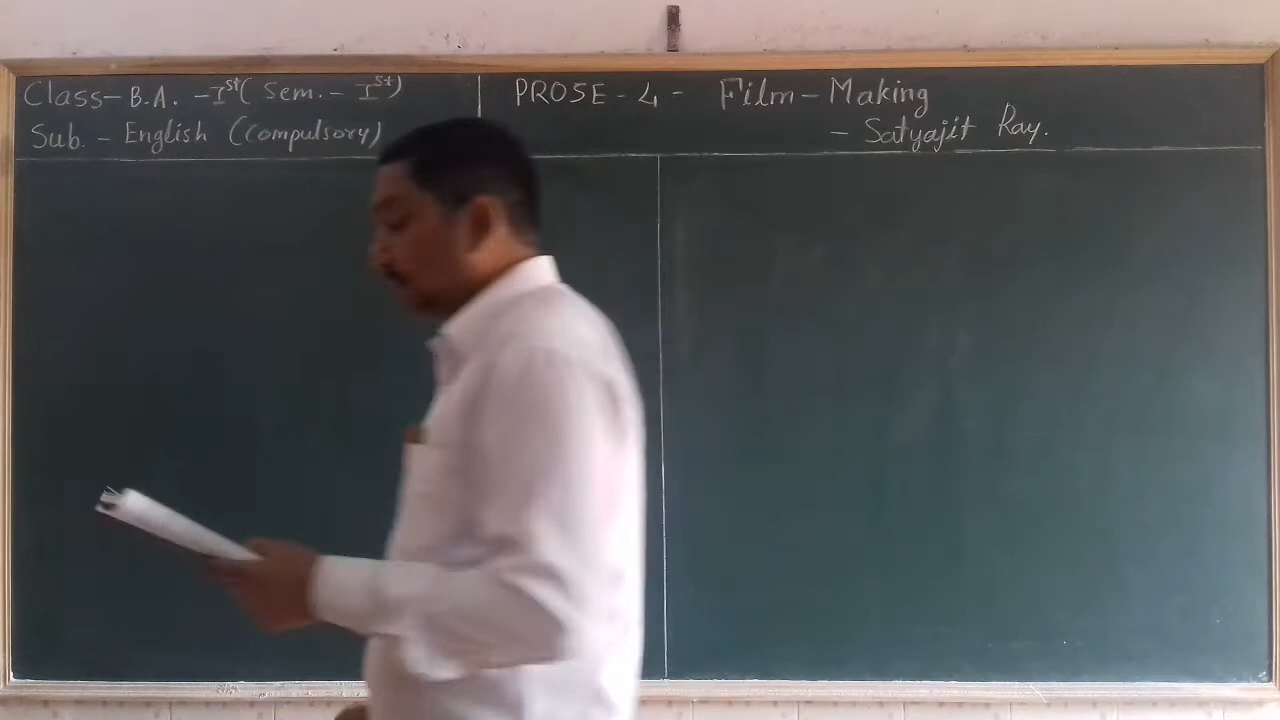 Class - B.A. - Ist ( Sem. - Ist )
Sub. - English (Compulsory)
PROSE - 4 - Film - Making
- Satyajit Ray.